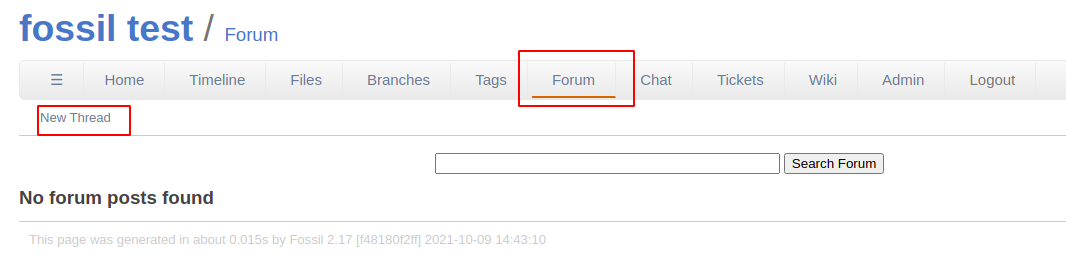 fossil test / Forum
☰ Home Timeline Files Branches Tags Forum Chat Tickets Wiki Admin Logout
New Thread
Search Forum
No forum posts found
This page was generated in about 0.015s by Fossil 2.17 [f48180f2ff] 2021-10-09 14:43:10